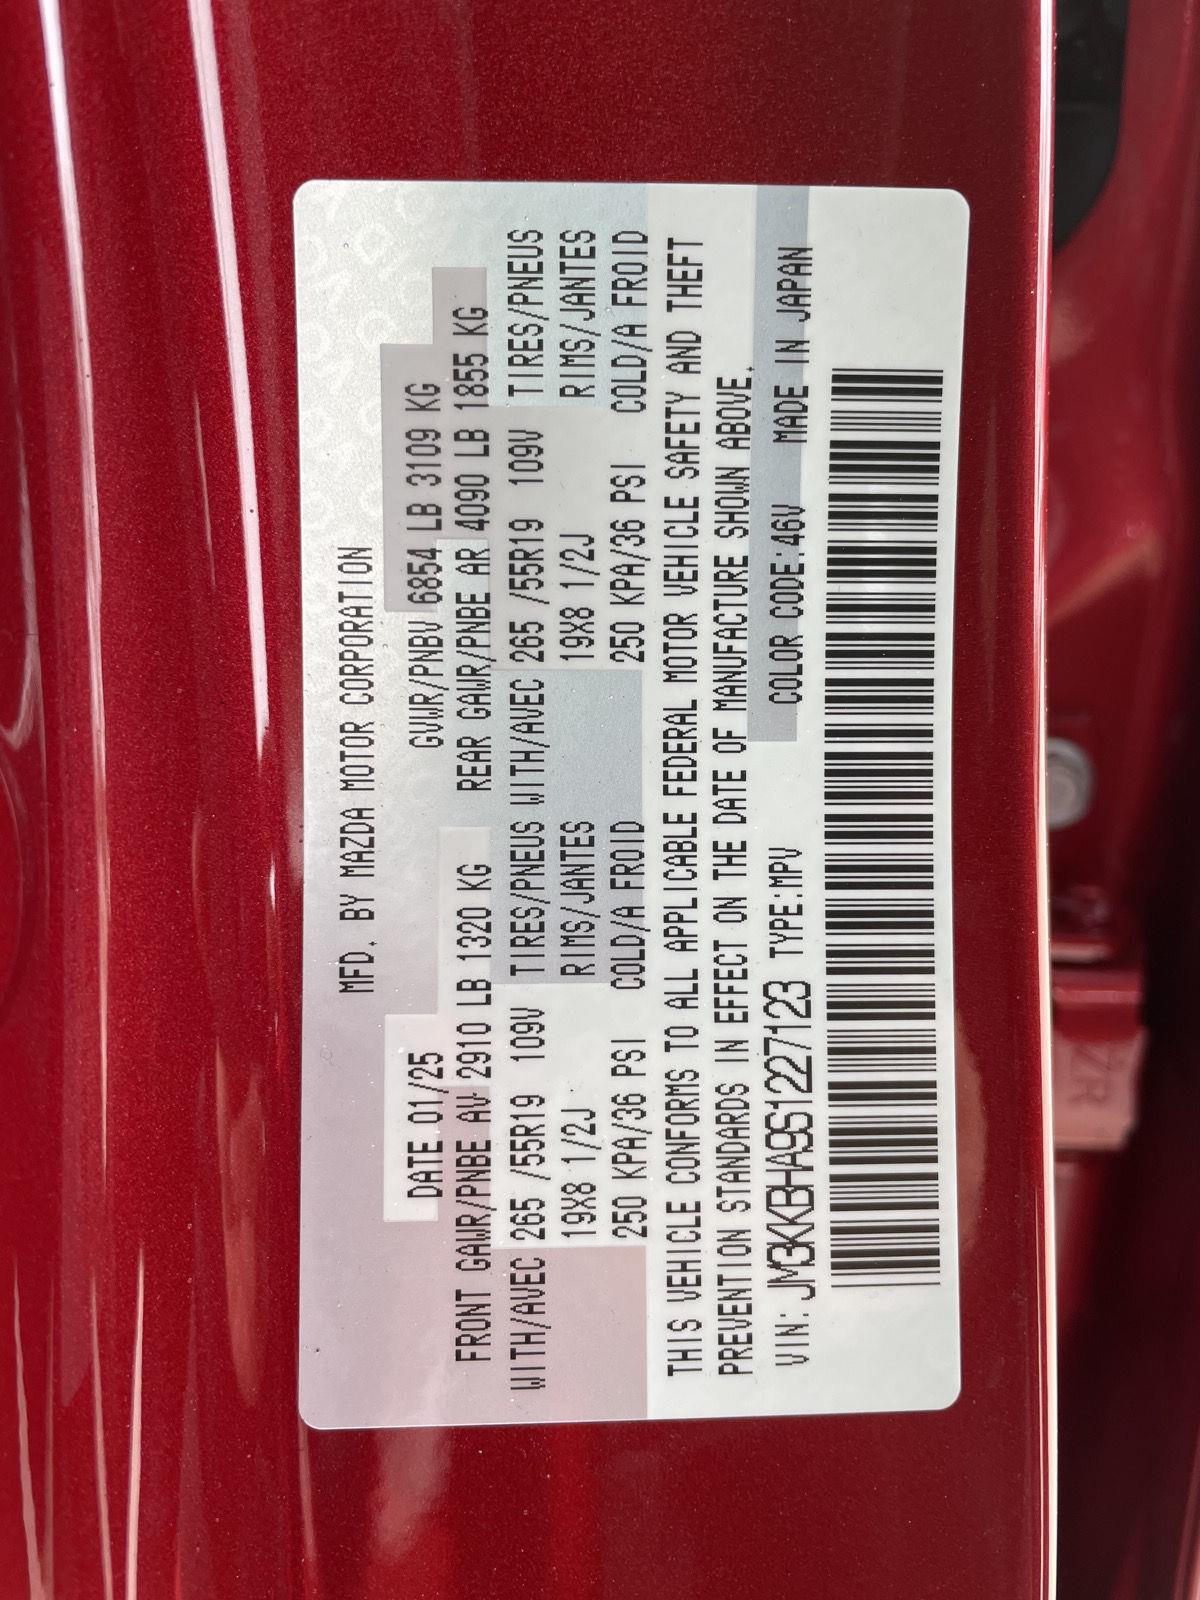 MFD. BY MAZDA MOTOR CORPORATION
DATE 01/25 GVWR/PNBV 6854 LB 3109 KG
FRONT GAWR/PNBE AV 2910 LB 1320 KG REAR GAWR/PNBE AR 4090 LB 1855 KG
WITH/AVEC 265 /55R19 109V TIRES/PNEUS WITH/AVEC 265 /55R19 109V TIRES/PNEUS
19X8 1/2J RIMS/JANTES 19X8 1/2J RIMS/JANTES
250 KPA/36 PSI COLD/A FROID 250 KPA/36 PSI COLD/A FROID
THIS VEHICLE CONFORMS TO ALL APPLICABLE FEDERAL MOTOR VEHICLE SAFETY AND THEFT
PREVENTION STANDARDS IN EFFECT ON THE DATE OF MANUFACTURE SHOWN ABOVE.
VIN: JM3KKBHA9S1227123 TYPE:MPV COLOR CODE:46V MADE IN JAPAN